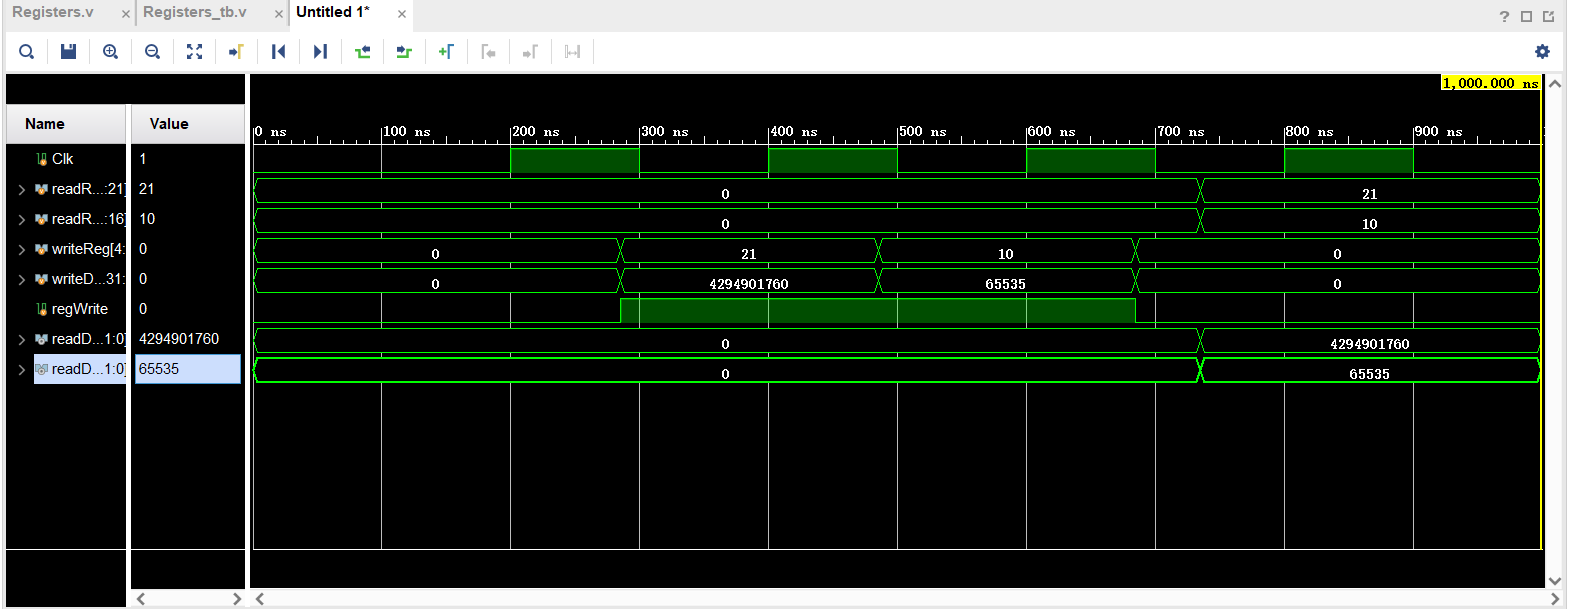 Registers.v × Registers_tb.v × Untitled 1* ×
?
1,000.000 ns
Name Value
0 ns 100 ns 200 ns 300 ns 400 ns 500 ns 600 ns 700 ns 800 ns 900 ns
Clk 1
readR...:21] 21 0 21
readR...:16] 10 0 10
writeReg[4: 0 0 21 10 0
writeD...31: 0 0 4294901760 65535 0
regWrite 0
readD...1:0] 4294901760 0 4294901760
readD...1:0] 65535 0 65535